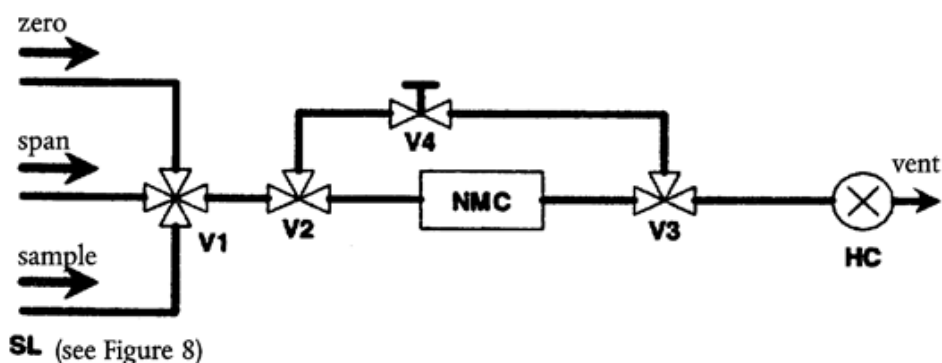 zero
V4
span
vent
NMC
V1
V2
V3
HC
sample
SL (see Figure 8)